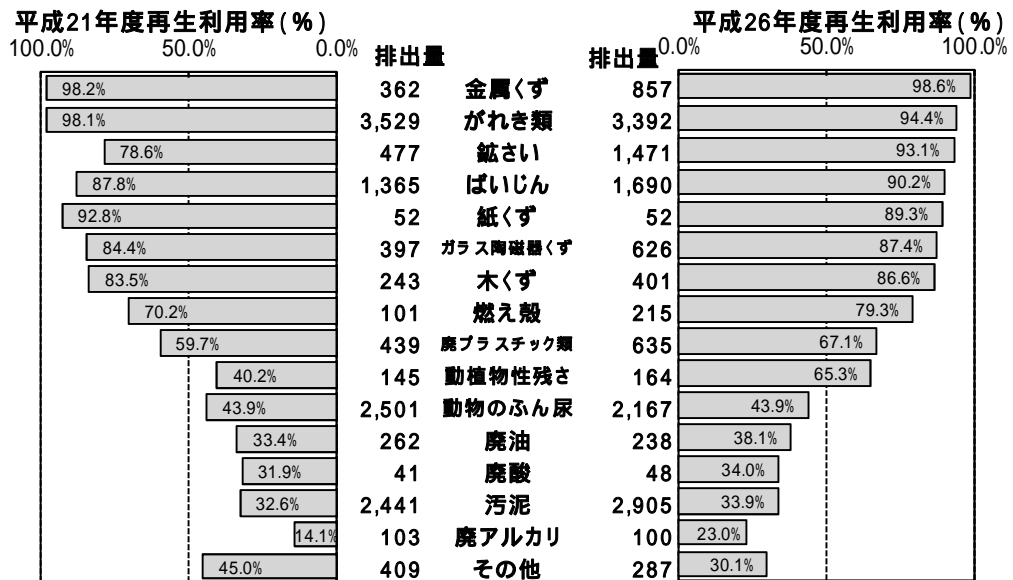 平成21年度再生利用率(%) 平成26年度再生利用率(%)
100.0% 50.0% 0.0% 排出量 排出量 0.0% 50.0% 100.0%
98.2% 362 金属くず 857 98.6%
98.1% 3,529 がれき類 3,392 94.4%
78.6% 477 鉱さい 1,471 93.1%
87.8% 1,365 ばいじん 1,690 90.2%
92.8% 52 紙くず 52 89.3%
84.4% 397 ガラス陶磁器くず 626 87.4%
83.5% 243 木くず 401 86.6%
70.2% 101 燃え殻 215 79.3%
59.7% 439 廃プラスチック類 635 67.1%
40.2% 145 動植物性残さ 164 65.3%
43.9% 2,501 動物のふん尿 2,167 43.9%
33.4% 262 廃油 238 38.1%
31.9% 41 廃酸 48 34.0%
32.6% 2,441 汚泥 2,905 33.9%
14.1% 103 廃アルカリ 100 23.0%
45.0% 409 その他 287 30.1%